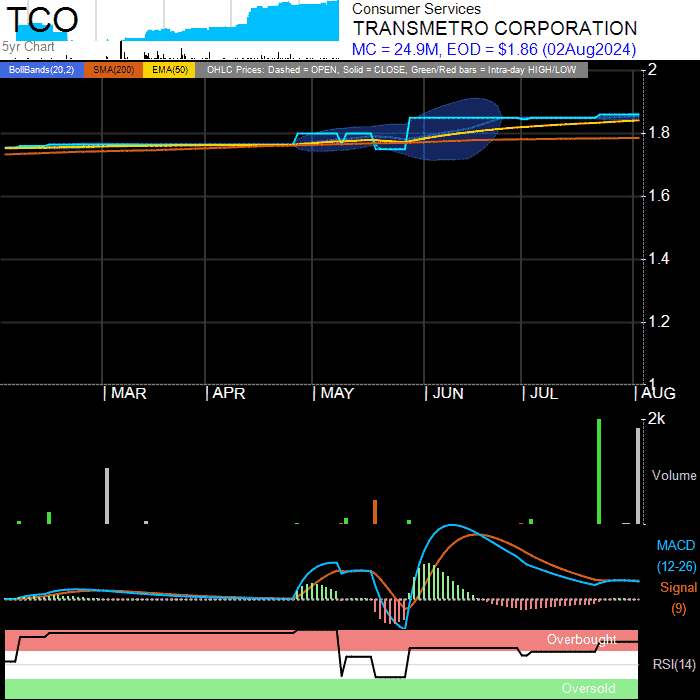 TCO
5yr Chart
Consumer Services
TRANSMETRO CORPORATION
MC = 24.9M, EOD = $1.86 (02Aug2024)
BollBands(20,2) SMA(200) EMA(50) OHLC Prices: Dashed = OPEN, Solid = CLOSE, Green/Red bars = Intra-day HIGH/LOW
2
1.8
1.6
1.4
1.2
1
MAR APR MAY JUN JUL AUG
2k
Volume
MACD
(12-26)
Signal
(9)
Overbought
RSI(14)
Oversold